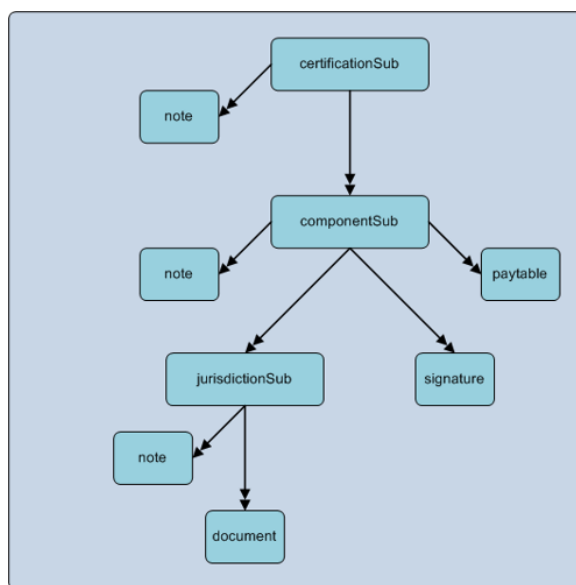 certificationSub
note
componentSub
note
paytable
jurisdictionSub
signature
note
document